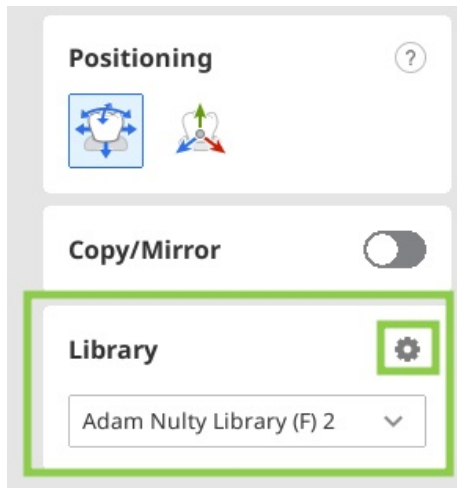 Positioning
?
Copy/Mirror
Library
Adam Nulty Library (F) 2